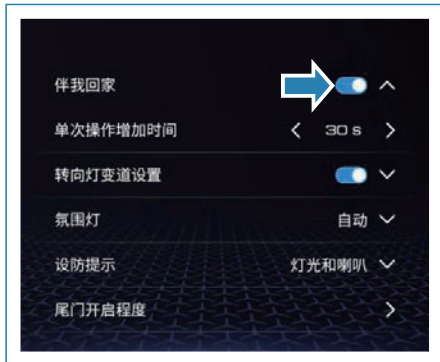 伴我回家
单次操作增加时间 < 30 s >
转向灯变道设置
氛围灯 自动
设防提示 灯光和喇叭
尾门开启程度 >